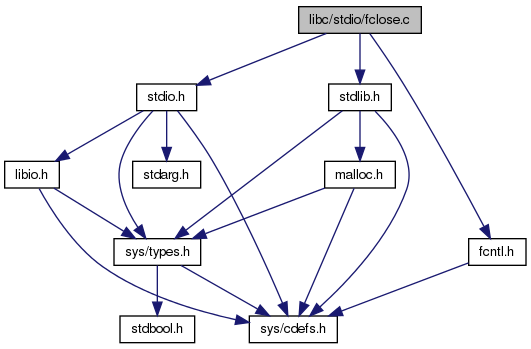 libc/stdio/fclose.c
stdio.h
stdlib.h
libio.h
stdarg.h
malloc.h
sys/types.h
fcntl.h
stdbool.h
sys/cdefs.h